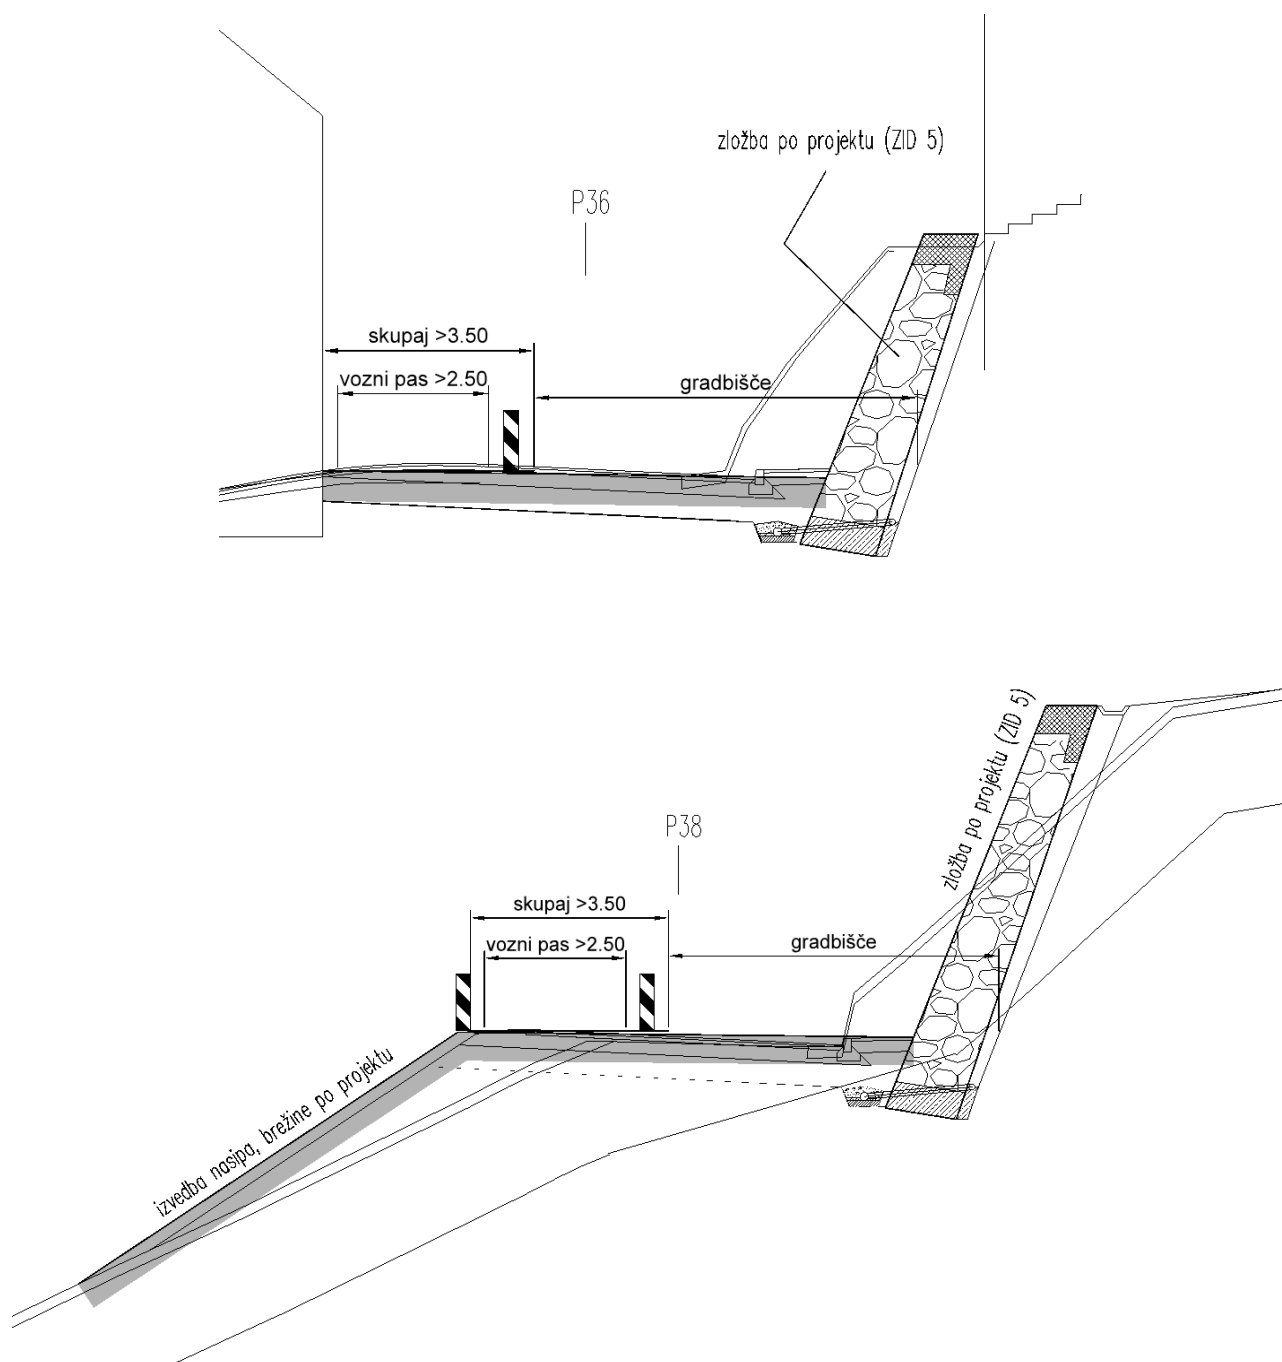 zložba po projektu (ZID 5)
P36
skupaj >3.50
vozni pas >2.50
gradbišče
zložba po projektu (ZID 5)
P38
skupaj >3.50
vozni pas >2.50
gradbišče
izvedba nasipa, brežine po projektu